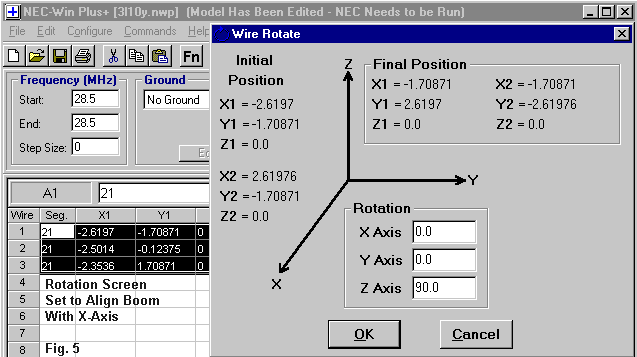 NEC-Win Plus+ [3l10y.nwp] (Model Has Been Edited - NEC Needs to be Run)
File Edit Configure Commands Help
Fn
Frequency (MHz)
Start: 28.5
End: 28.5
Step Size: 0
Ground
No Ground
A1 21
Wire Seg. X1 Y1
1 21 -2.6197 -1.70871 0
2 21 -2.5014 -0.12375 0
3 21 -2.3536 1.70871 0
4 Rotation Screen
5 Set to Align Boom
6 With X-Axis
7
8 Fig. 5
Wire Rotate
Initial
Position
X1 = -2.6197
Y1 = -1.70871
Z1 = 0.0
X2 = 2.61976
Y2 = -1.70871
Z2 = 0.0
Z
Y
X
Final Position
X1 = -1.70871 X2 = -1.70871
Y1 = 2.6197 Y2 = -2.61976
Z1 = 0.0 Z2 = 0.0
Rotation
X Axis 0.0
Y Axis 0.0
Z Axis 90.0
OK Cancel